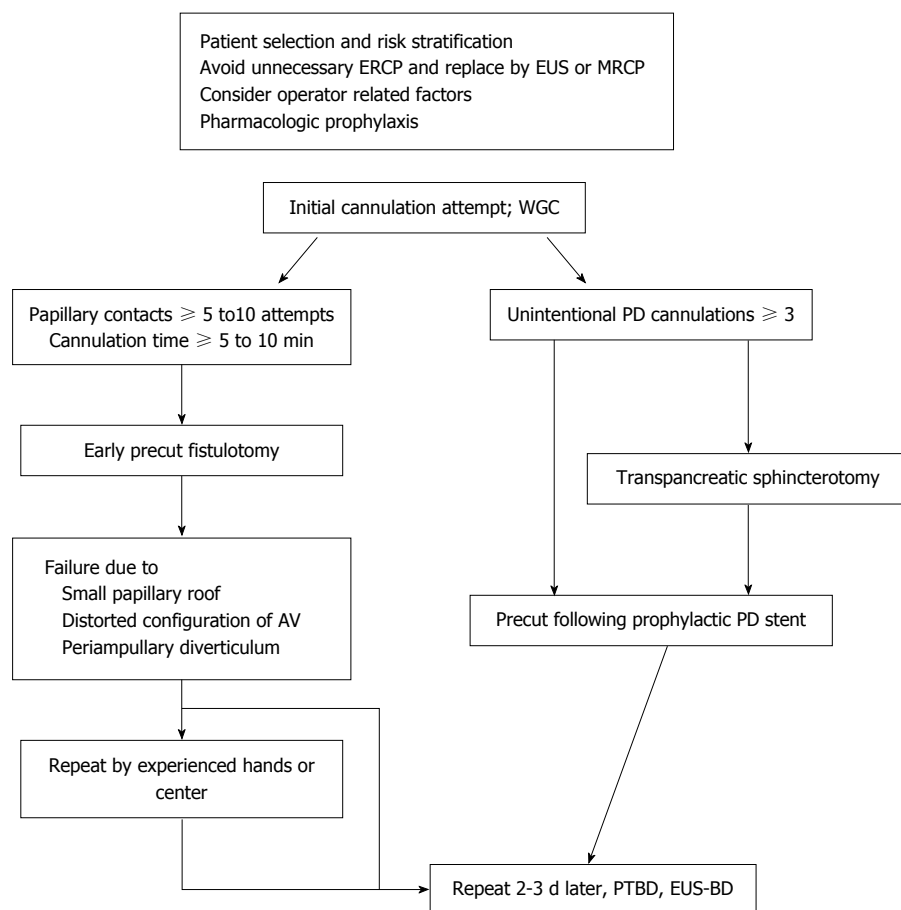 Patient selection and risk stratification
Avoid unnecessary ERCP and replace by EUS or MRCP
Consider operator related factors
Pharmacologic prophylaxis
Initial cannulation attempt; WGC
Papillary contacts ≥ 5 to10 attempts
Cannulation time ≥ 5 to 10 min
Unintentional PD cannulations ≥ 3
Early precut fistulotomy
Transpancreatic sphincterotomy
Failure due to
Small papillary roof
Distorted configuration of AV
Periampullary diverticulum
Precut following prophylactic PD stent
Repeat by experienced hands or
center
Repeat 2-3 d later, PTBD, EUS-BD